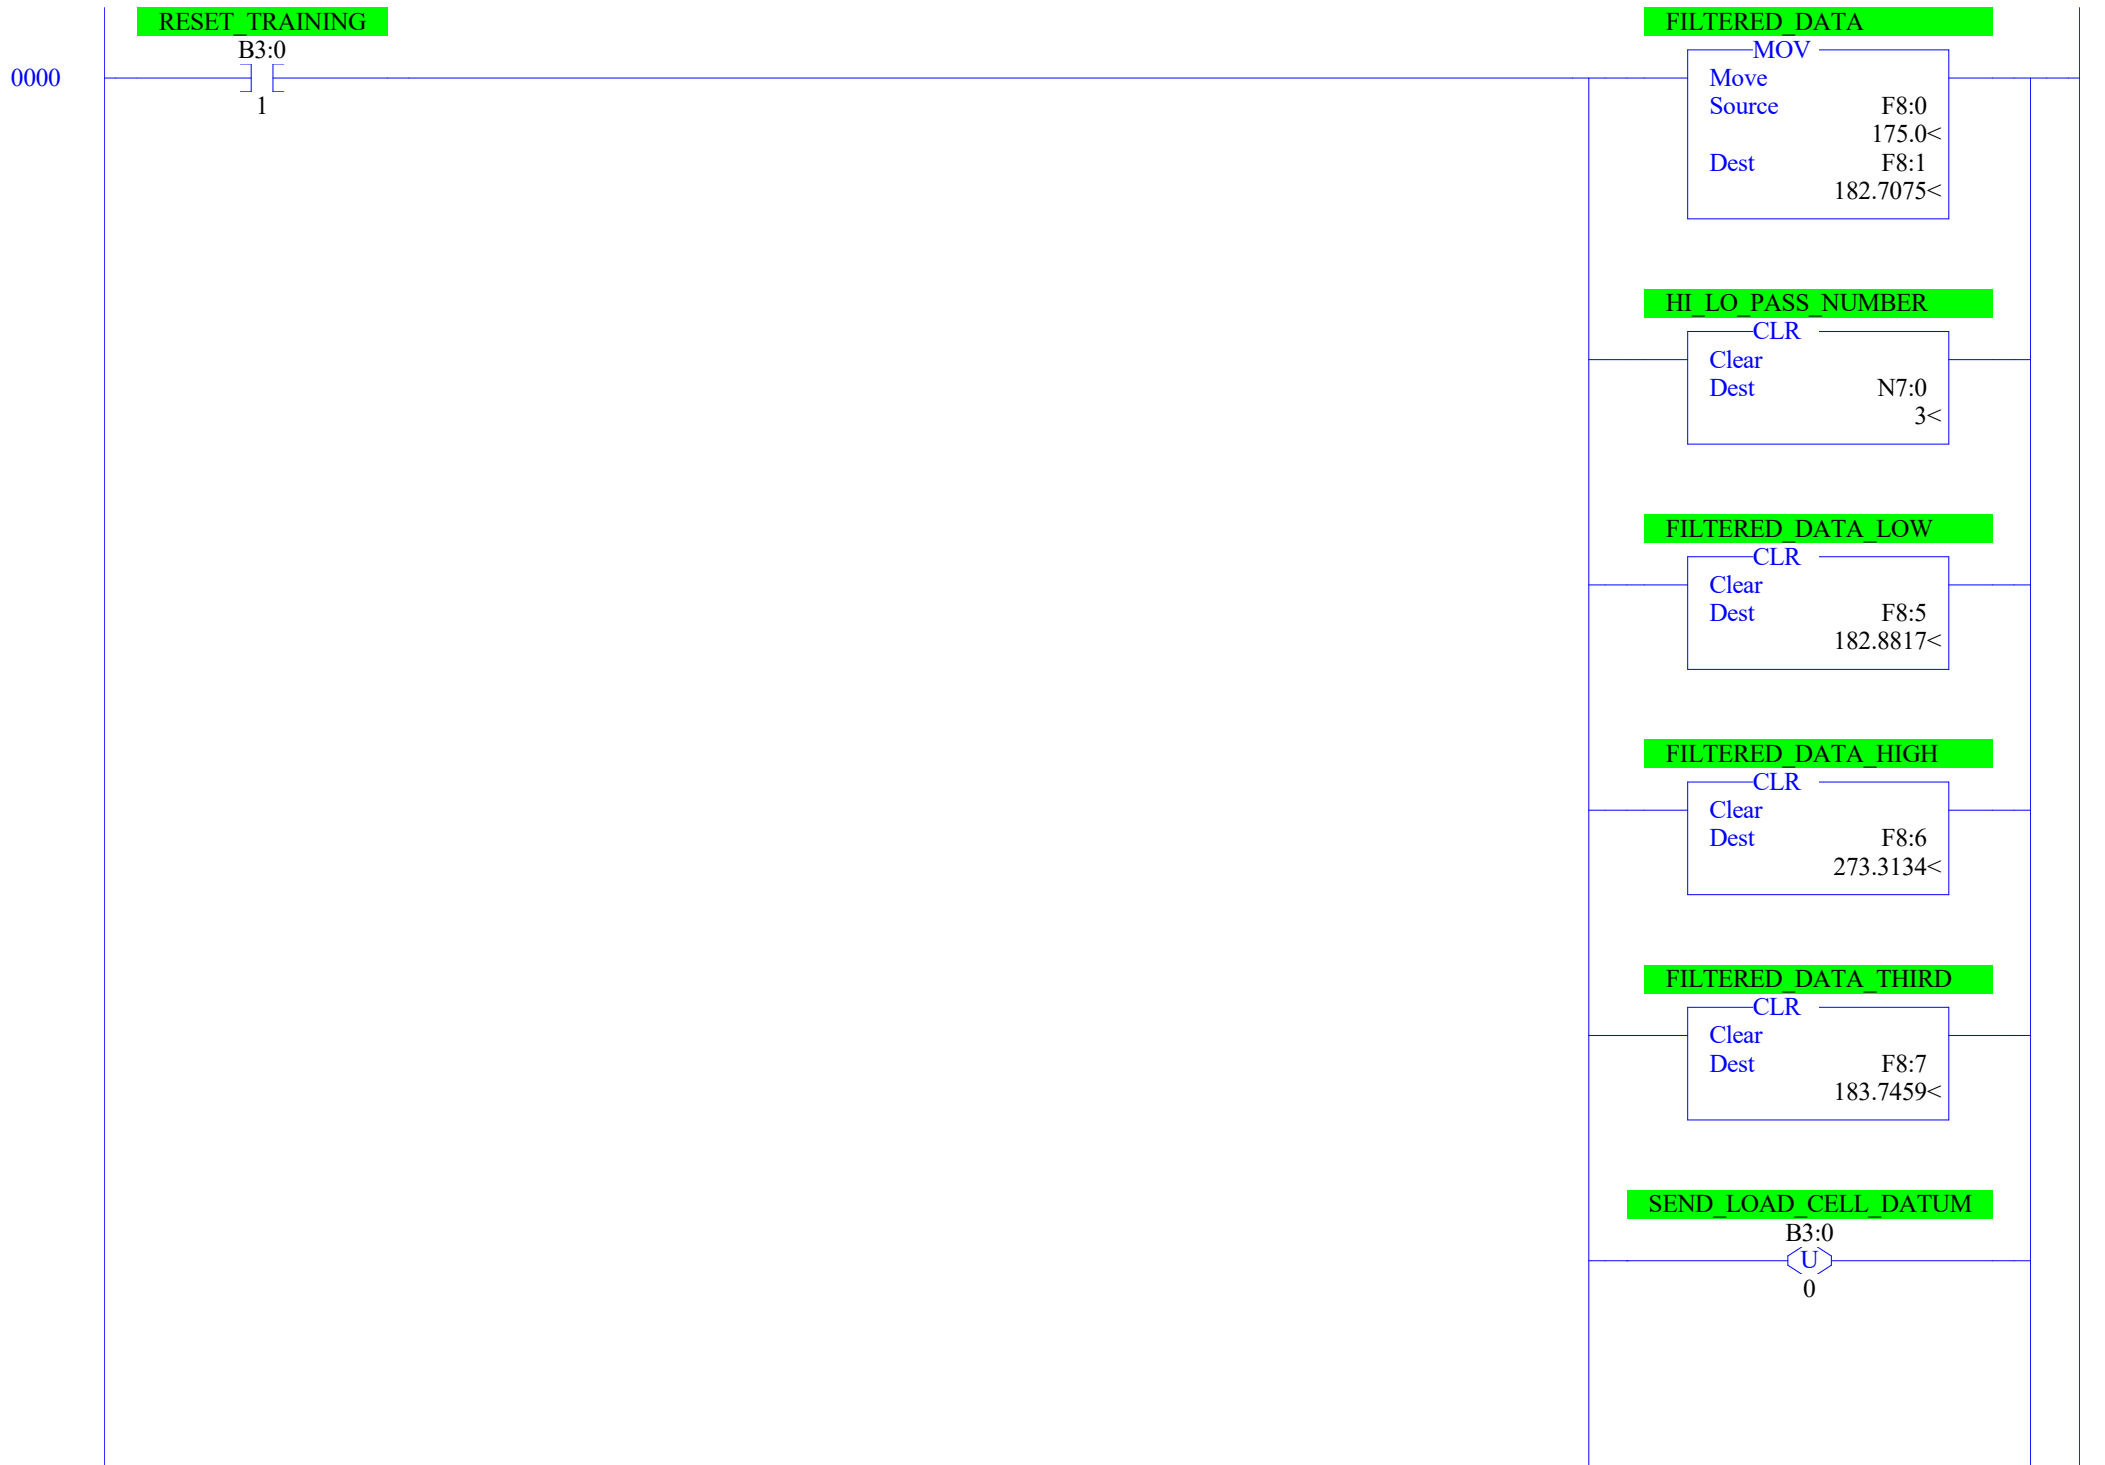 RESET_TRAINING
B3:0
0000
1
FILTERED_DATA
MOV
Move
Source F8:0
175.0<
Dest F8:1
182.7075<
HI_LO_PASS_NUMBER
CLR
Clear
Dest N7:0
3<
FILTERED_DATA_LOW
CLR
Clear
Dest F8:5
182.8817<
FILTERED_DATA_HIGH
CLR
Clear
Dest F8:6
273.3134<
FILTERED_DATA_THIRD
CLR
Clear
Dest F8:7
183.7459<
SEND_LOAD_CELL_DATUM
B3:0
U
0